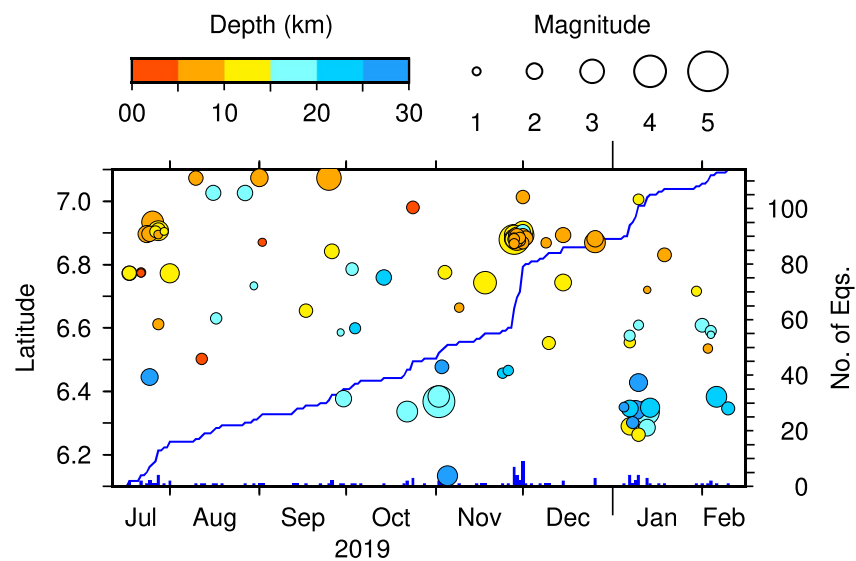 Depth (km) Magnitude
00 10 20 30 1 2 3 4 5
7.0
6.8
6.6
6.4
6.2
Latitude
100
80
60
40
20
0
No. of Eqs.
Jul Aug Sep Oct Nov Dec Jan Feb
2019